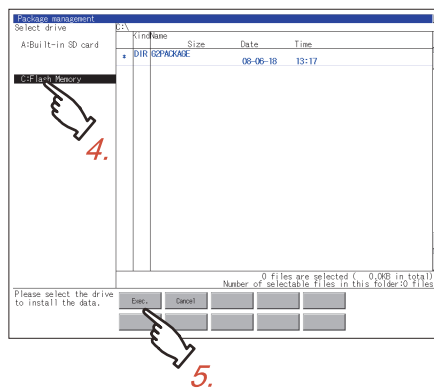 Package management
Select drive
C:\
A:Built-in SD card
C:Flash Memory
Kind Name
Size Date Time
* DIR G2PACKAGE
08-06-18 13:17
4.
0 files are selected ( 0.0KB in total)
Number of selectable files in this folder:0 files
Please select the drive
to install the data.
Exec. Cancel
5.